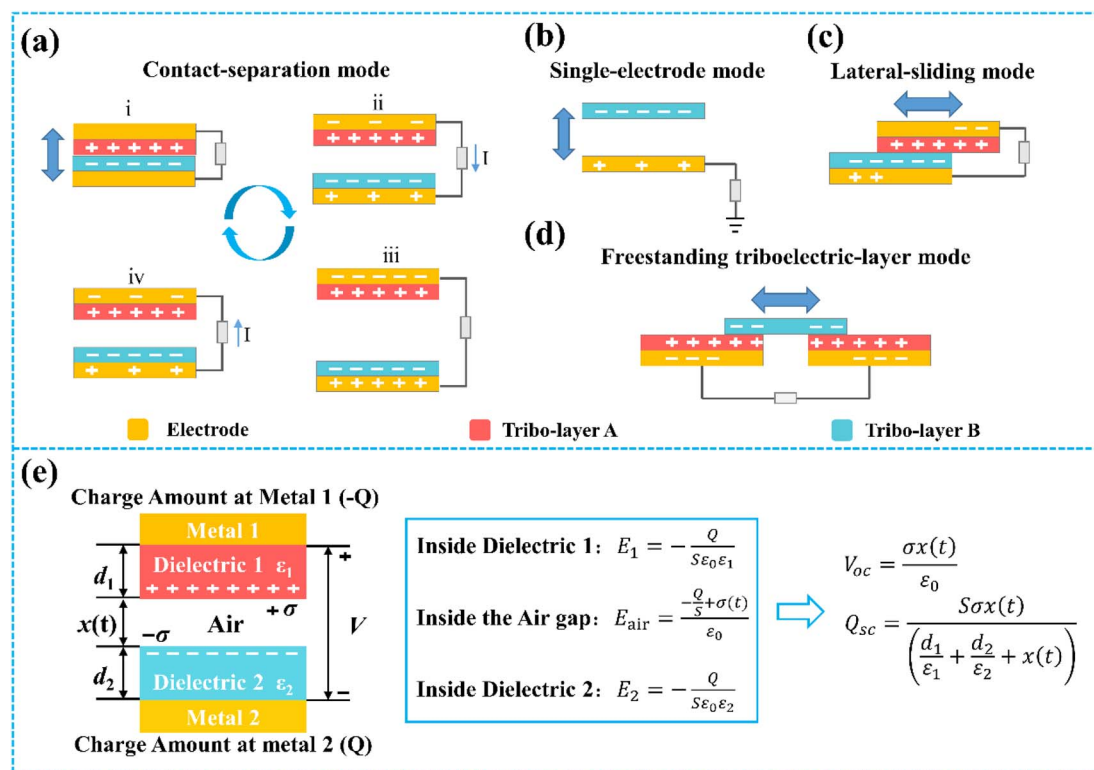 (a)
Contact-separation mode
i
+ + + + +
- - - - -
ii
- - -
+ + + + +
I
- - - - -
+ + +
iii
- - - - -
+ + + + +
- - - - -
+ + + + +
iv
- - -
+ + + + +
I
- - - - -
+ + +
(b)
Single-electrode mode
- - - - -
+ + +
(c)
Lateral-sliding mode
- -
+ + + + +
- - - - -
+ +
(d)
Freestanding triboelectric-layer mode
- - - -
+ + + + + + + + + +
- - - - - -
Electrode
Tribo-layer A
Tribo-layer B
(e)
Charge Amount at Metal 1 (-Q)
Metal 1
Dielectric 1 ε₁
+ + + + + + + +
+σ
Air
−σ
- - - - - - - -
Dielectric 2 ε₂
Metal 2
Charge Amount at metal 2 (Q)
d₁
x(t)
d₂
+
V
−
Inside Dielectric 1: E₁ = −Q/(Sε₀ε₁)
Inside the Air gap: E_air = (−Q/S+σ(t))/ε₀
Inside Dielectric 2: E₂ = −Q/(Sε₀ε₂)
V_oc = σx(t)/ε₀
Q_sc = Sσx(t)/(d₁/ε₁ + d₂/ε₂ + x(t))